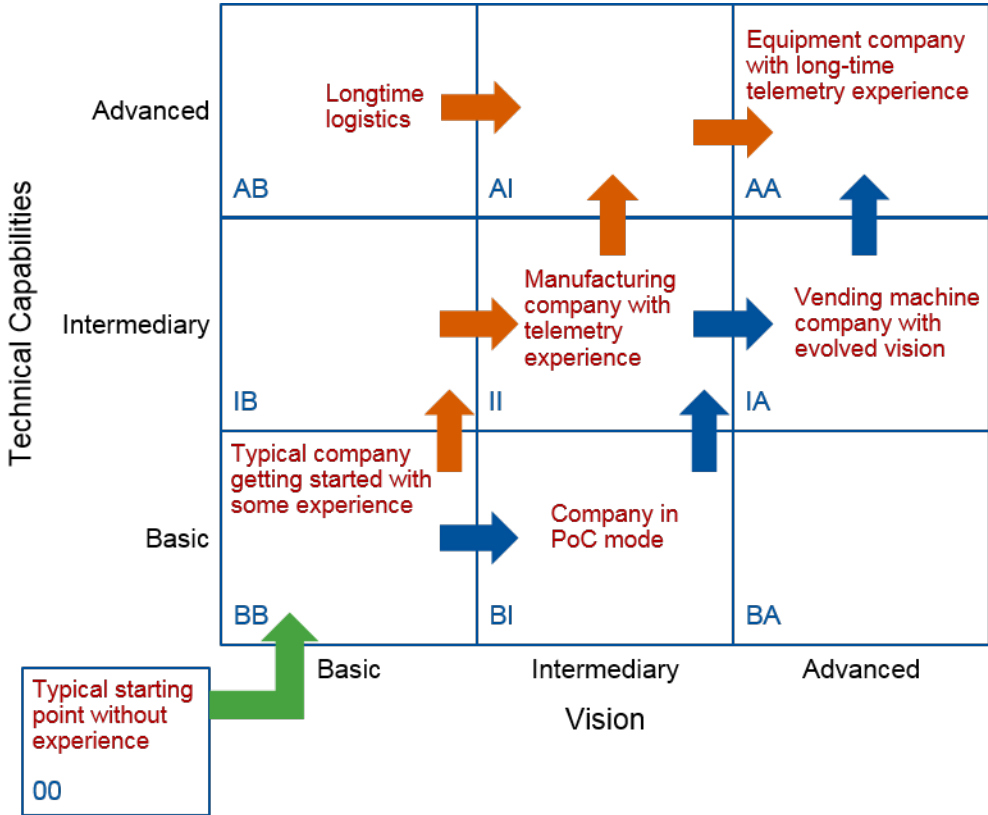 Technical Capabilities
Advanced
Longtime
logistics
AB
AI
Equipment company
with long-time
telemetry experience
AA
Intermediary
IB
Manufacturing
company with
telemetry
experience
II
Vending machine
company with
evolved vision
IA
Basic
Typical company
getting started with
some experience
BB
Company in
PoC mode
BI
BA
Basic
Intermediary
Advanced
Vision
Typical starting
point without
experience
00